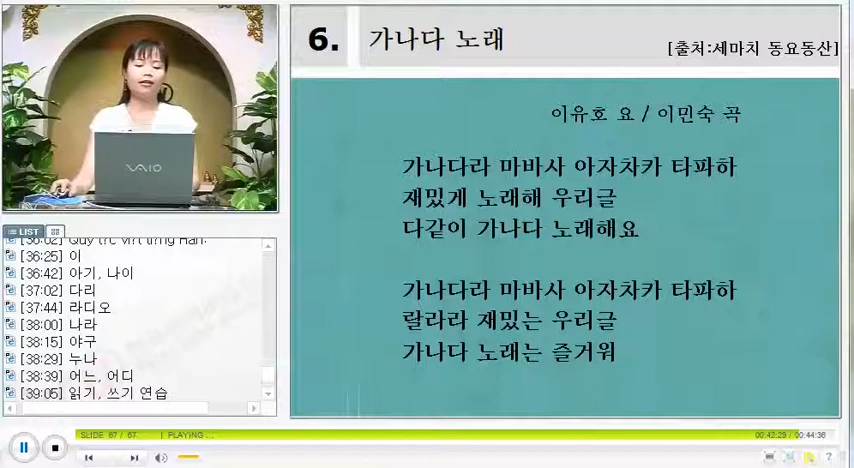 6. 가나다 노래
[출처:세마치 동요동산]
이유호 요 / 이민숙 곡
가나다라 마바사 아자차카 타파하
재밌게 노래해 우리글
다같이 가나다 노래해요
가나다라 마바사 아자차카 타파하
랄라라 재밌는 우리글
가나다 노래는 즐거워
VAIO
LIST
[36:02]
[36:25] 이
[36:42] 아기, 나이
[37:02] 다리
[37:44] 라디오
[38:00] 나라
[38:15] 야구
[38:29] 누나
[38:39] 어느, 어디
[39:05] 읽기, 쓰기 연습
SLIDE 67 / 67 | PLAYING ...
00:42:29 / 00:44:36